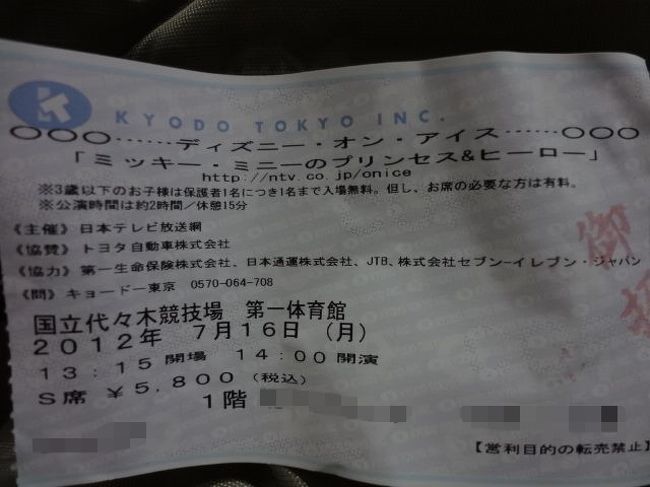 KYODO TOKYO INC.
○○○……ディズニー・オン・アイス……○○○
「ミッキー・ミニーのプリンセス&ヒーロー」
http://ntv.co.jp/onice
※3歳以下のお子様は保護者1名につき1名まで入場無料。但し、お席の必要な方は有料。
※公演時間は約2時間/休憩15分
《主催》日本テレビ放送網
《協賛》トヨタ自動車株式会社
《協力》第一生命保険株式会社、日本通運株式会社、JTB、株式会社セブン-イレブン・ジャパン
《問》キョードー東京 0570-064-708
国立代々木競技場 第一体育館
2012年 7月16日(月)
13:15開場 14:00開演
S席 ¥5,800(税込)
1階
【営利目的の転売禁止】